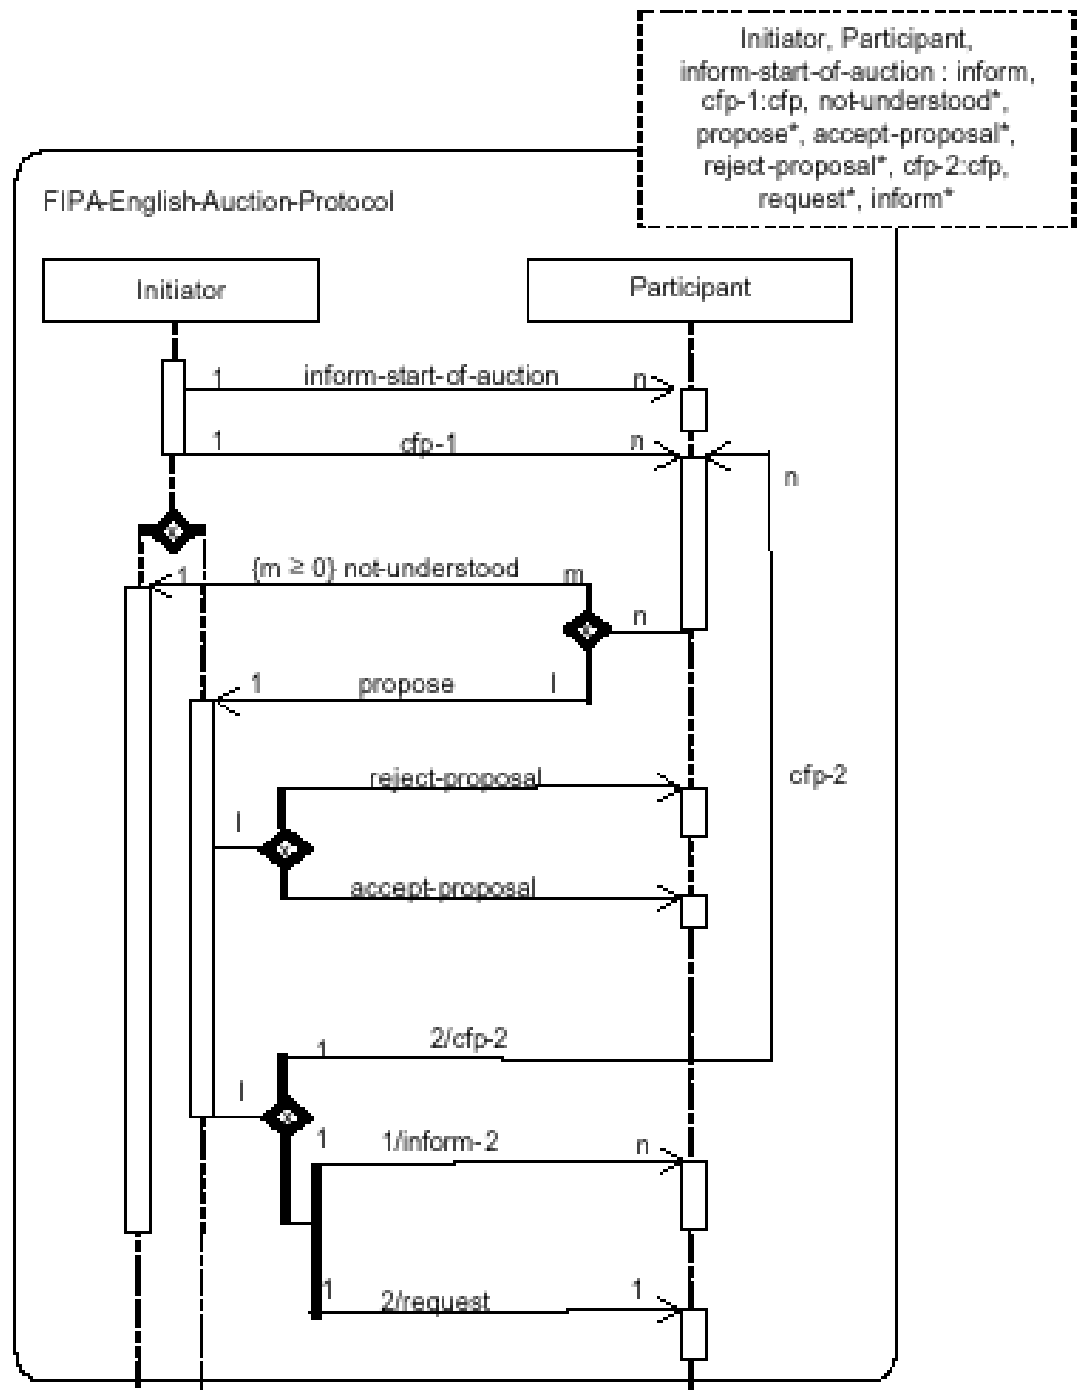 Initiator, Participant,
inform-start-of-auction : inform,
cfp-1:cfp, not-understood*,
propose*, accept-proposal*,
reject-proposal*, cfp-2:cfp,
request*, inform*
FIPA-English-Auction-Protocol
Initiator
Participant
1 inform-start-of-auction n
1 cfp-1 n
n
x
1 {m ≥ 0} not-understood m
x n
1 propose l
reject-proposal
cfp-2
l
x
accept-proposal
1 2/cfp-2
l
x
1 1/inform-2 n
1 2/request 1